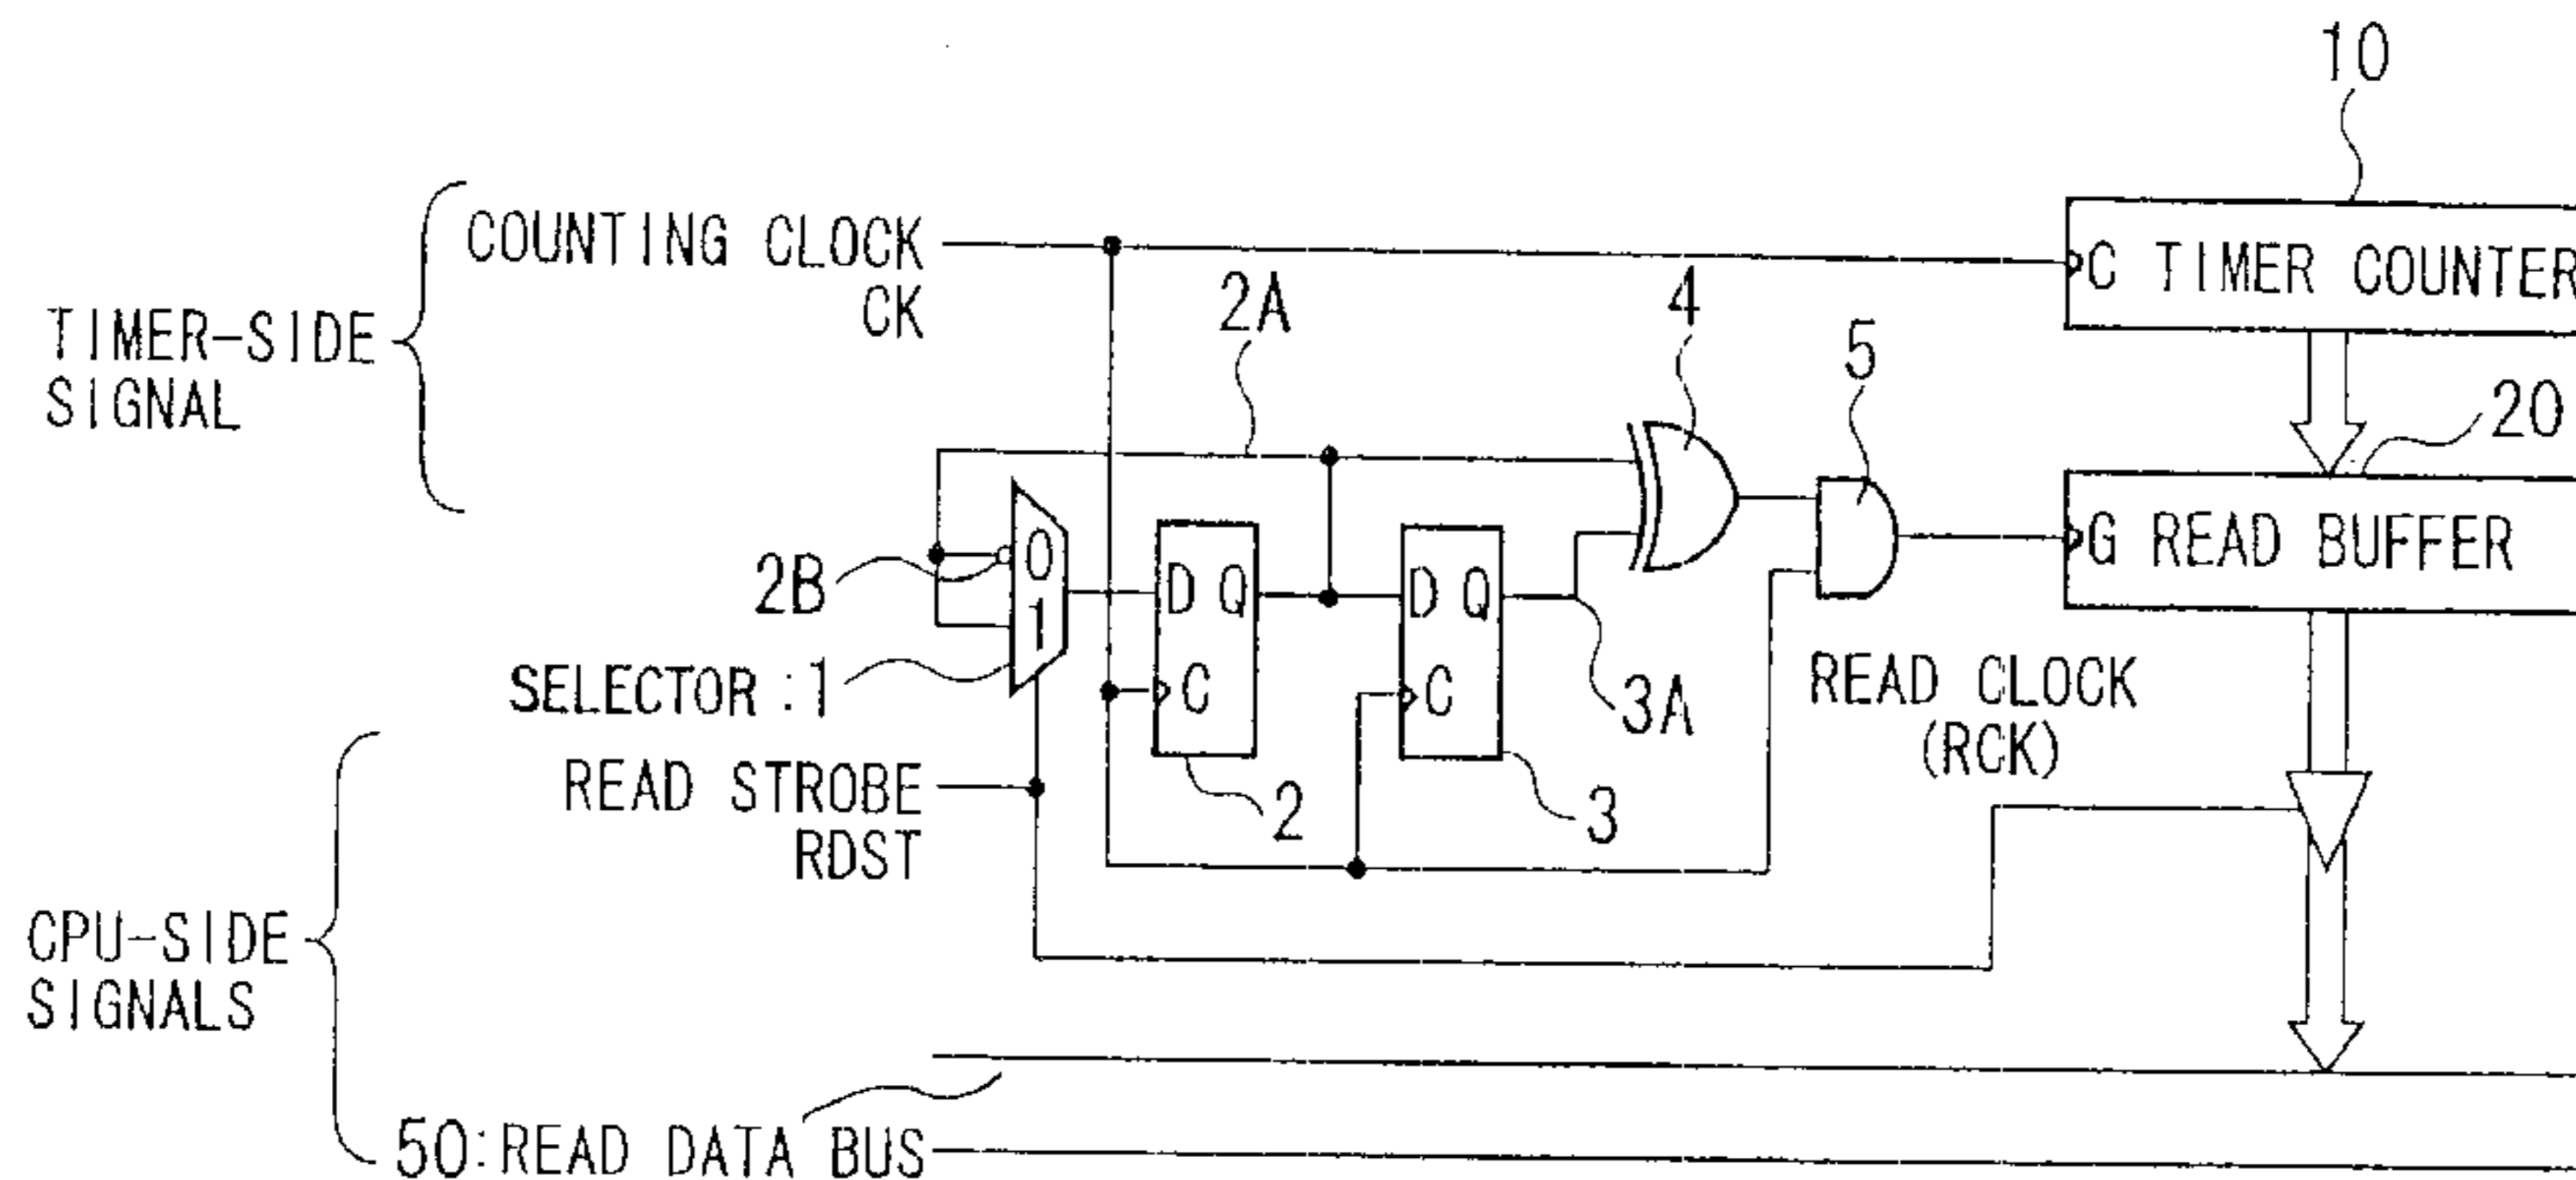 10
COUNTING CLOCK
CK
TIMER-SIDE
SIGNAL
2A
4
5
C TIMER COUNTER
20
G READ BUFFER
2B
0
1
D Q
C
D Q
C
SELECTOR :1
3A
READ CLOCK
(RCK)
READ STROBE
RDST
2
3
CPU-SIDE
SIGNALS
50:READ DATA BUS